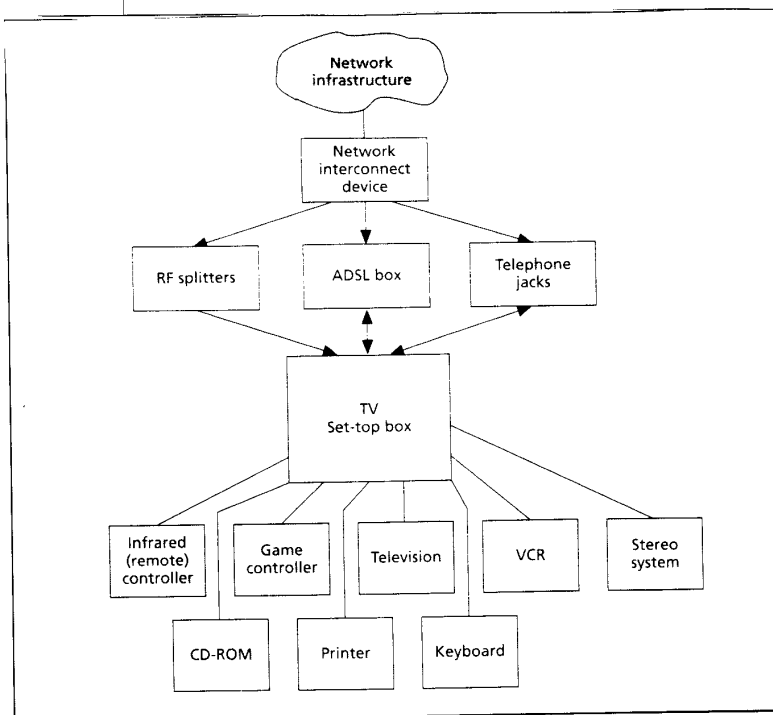 Network
infrastructure
Network
interconnect
device
RF splitters
ADSL box
Telephone
jacks
TV
Set-top box
Infrared
(remote)
controller
Game
controller
Television
VCR
Stereo
system
CD-ROM
Printer
Keyboard